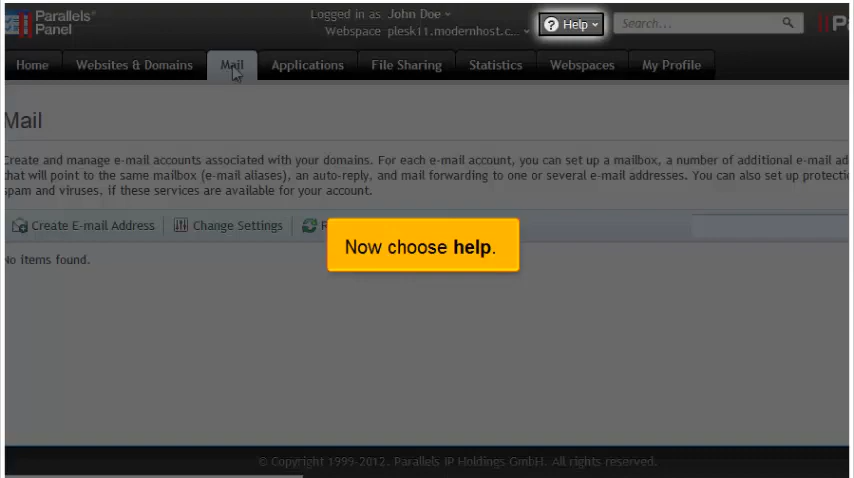 Parallels
Panel
Logged in as John Doe
Webspace plesk11.modernhost.c...
Help
Search...
Home Websites & Domains Mail Applications File Sharing Statistics Webspaces My Profile
Mail
Create and manage e-mail accounts associated with your domains. For each e-mail account, you can set up a mailbox, a number of additional e-mail
that will point to the same mailbox (e-mail aliases), an auto-reply, and mail forwarding to one or several e-mail addresses. You can also set up
spam and viruses, if these services are available for your account.
Create E-mail Address Change Settings
Now choose help.
No items found.
© Copyright 1999-2012. Parallels IP Holdings GmbH. All rights reserved.